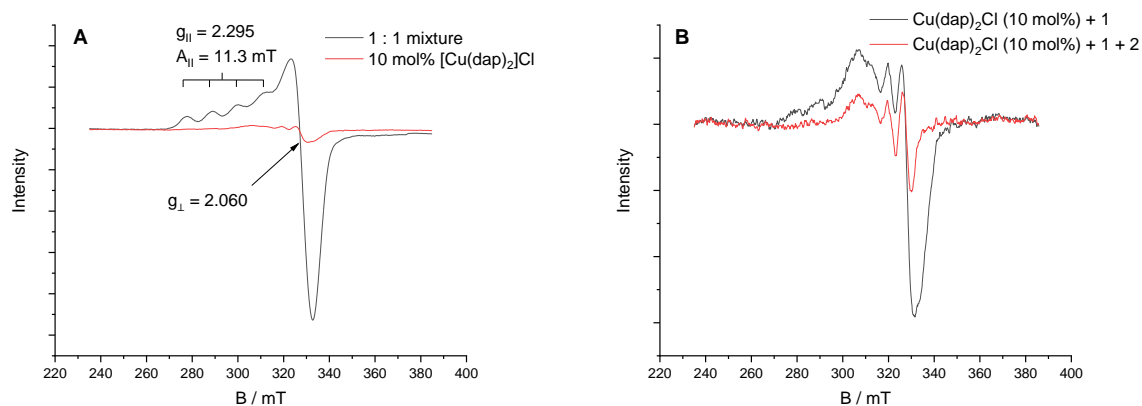 A
g|| = 2.295
A|| = 11.3 mT
1 : 1 mixture
10 mol% [Cu(dap)2]Cl
g⊥ = 2.060
Intensity
220 240 260 280 300 320 340 360 380 400
B / mT
B
Cu(dap)2Cl (10 mol%) + 1
Cu(dap)2Cl (10 mol%) + 1 + 2
Intensity
220 240 260 280 300 320 340 360 380 400
B / mT